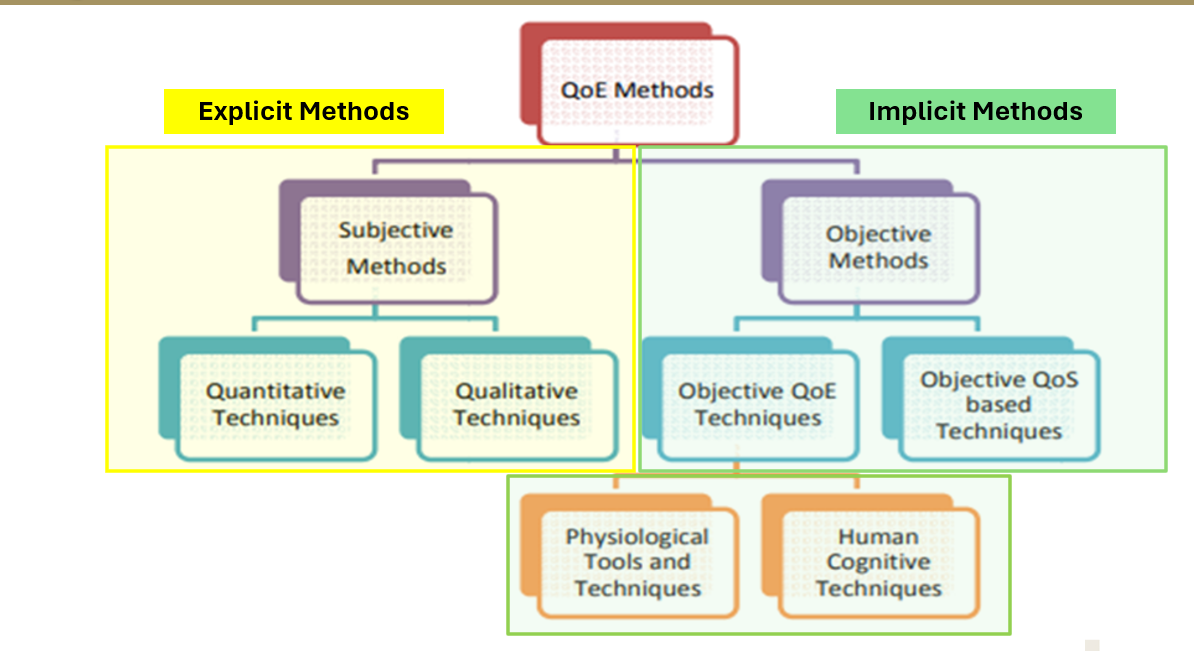 QoE Methods
Explicit Methods
Implicit Methods
Subjective
Methods
Objective
Methods
Quantitative
Techniques
Qualitative
Techniques
Objective QoE
Techniques
Objective QoS
based
Techniques
Physiological
Tools and
Techniques
Human
Cognitive
Techniques